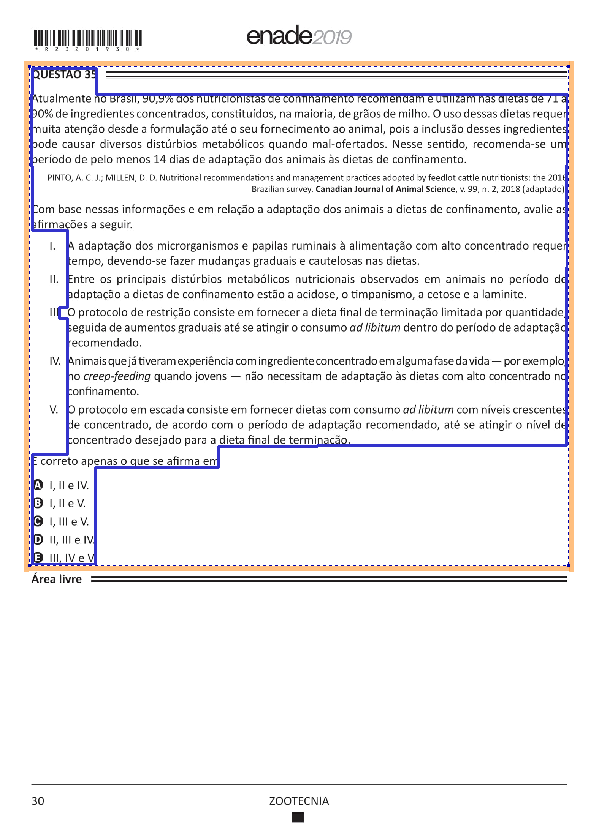 *R2320193 0*
enade2019
QUESTÃO 35
Atualmente no Brasil, 90,9% dos nutricionistas de confinamento recomendam e utilizam nas dietas de 71 a
90% de ingredientes concentrados, constituídos, na maioria, de grãos de milho. O uso dessas dietas requer
muita atenção desde a formulação até o seu fornecimento ao animal, pois a inclusão desses ingredientes
pode causar diversos distúrbios metabólicos quando mal-ofertados. Nesse sentido, recomenda-se um
período de pelo menos 14 dias de adaptação dos animais às dietas de confinamento.
PINTO, A. C. J.; MILLEN, D. D. Nutritional recommendations and management practices adopted by feedlot cattle nutritionists: the 2016
Brazilian survey. Canadian Journal of Animal Science, v. 99, n. 2, 2018 (adaptado).
Com base nessas informações e em relação a adaptação dos animais a dietas de confinamento, avalie as
afirmações a seguir.
I. A adaptação dos microrganismos e papilas ruminais à alimentação com alto concentrado requer
tempo, devendo-se fazer mudanças graduais e cautelosas nas dietas.
II. Entre os principais distúrbios metabólicos nutricionais observados em animais no período de
adaptação a dietas de confinamento estão a acidose, o timpanismo, a cetose e a laminite.
III. O protocolo de restrição consiste em fornecer a dieta final de terminação limitada por quantidade,
seguida de aumentos graduais até se atingir o consumo ad libitum dentro do período de adaptação
recomendado.
IV. Animais que já tiveram experiência com ingrediente concentrado em alguma fase da vida — por exemplo,
no creep-feeding quando jovens — não necessitam de adaptação às dietas com alto concentrado no
confinamento.
V. O protocolo em escada consiste em fornecer dietas com consumo ad libitum com níveis crescentes
de concentrado, de acordo com o período de adaptação recomendado, até se atingir o nível de
concentrado desejado para a dieta final de terminação.
É correto apenas o que se afirma em
A I, II e IV.
B I, II e V.
C I, III e V.
D II, III e IV.
E III, IV e V.
Área livre
30
ZOOTECNIA